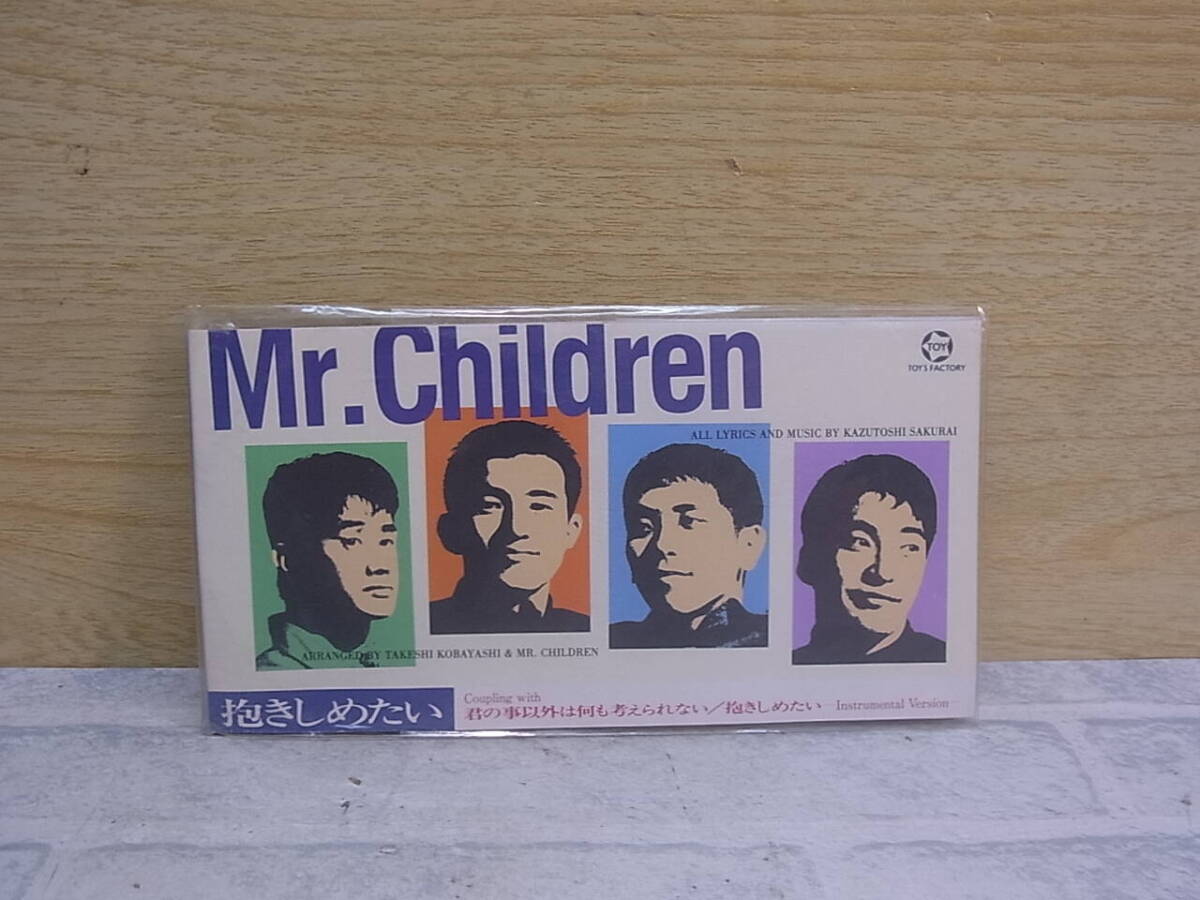 Mr.Children
TOY
TOY'S FACTORY
ALL LYRICS AND MUSIC BY KAZUTOSHI SAKURAI
ARRANGED BY TAKESHI KOBAYASHI & MR. CHILDREN
抱きしめたい
Coupling with
君の事以外は何も考えられない／抱きしめたい —Instrumental Version—